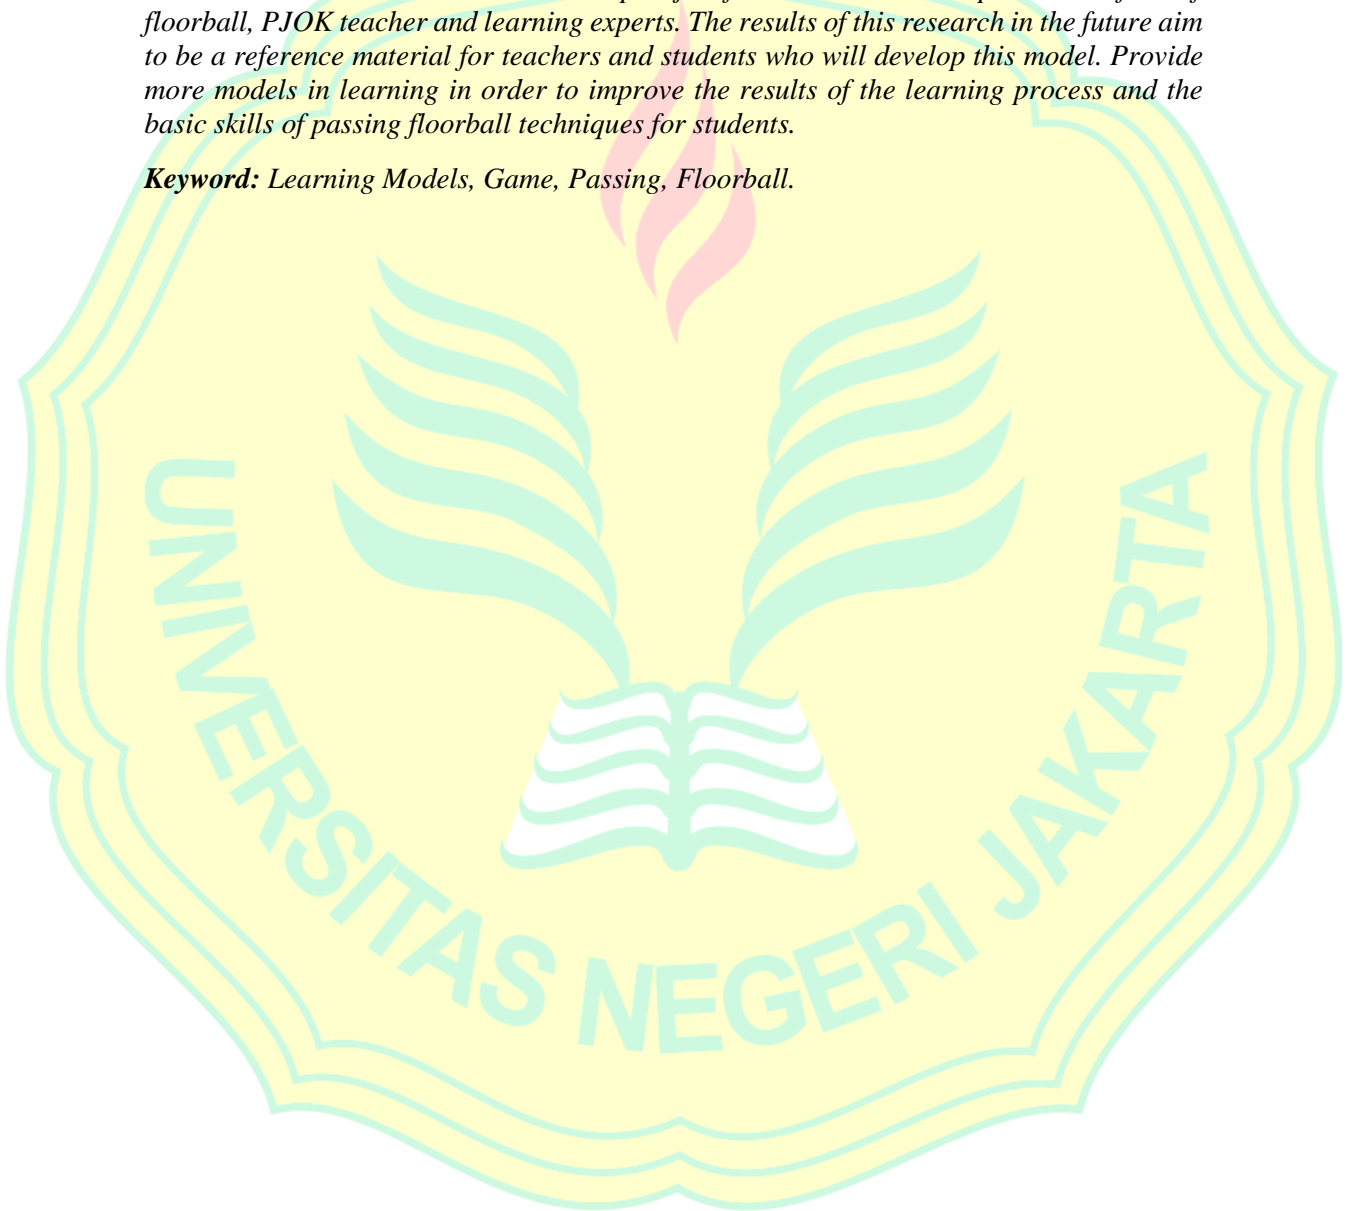 floorball, PJOK teacher and learning experts. The results of this research in the future aim
to be a reference material for teachers and students who will develop this model. Provide
more models in learning in order to improve the results of the learning process and the
basic skills of passing floorball techniques for students.
Keyword: Learning Models, Game, Passing, Floorball.
UNIVERSITAS NEGERI JAKARTA